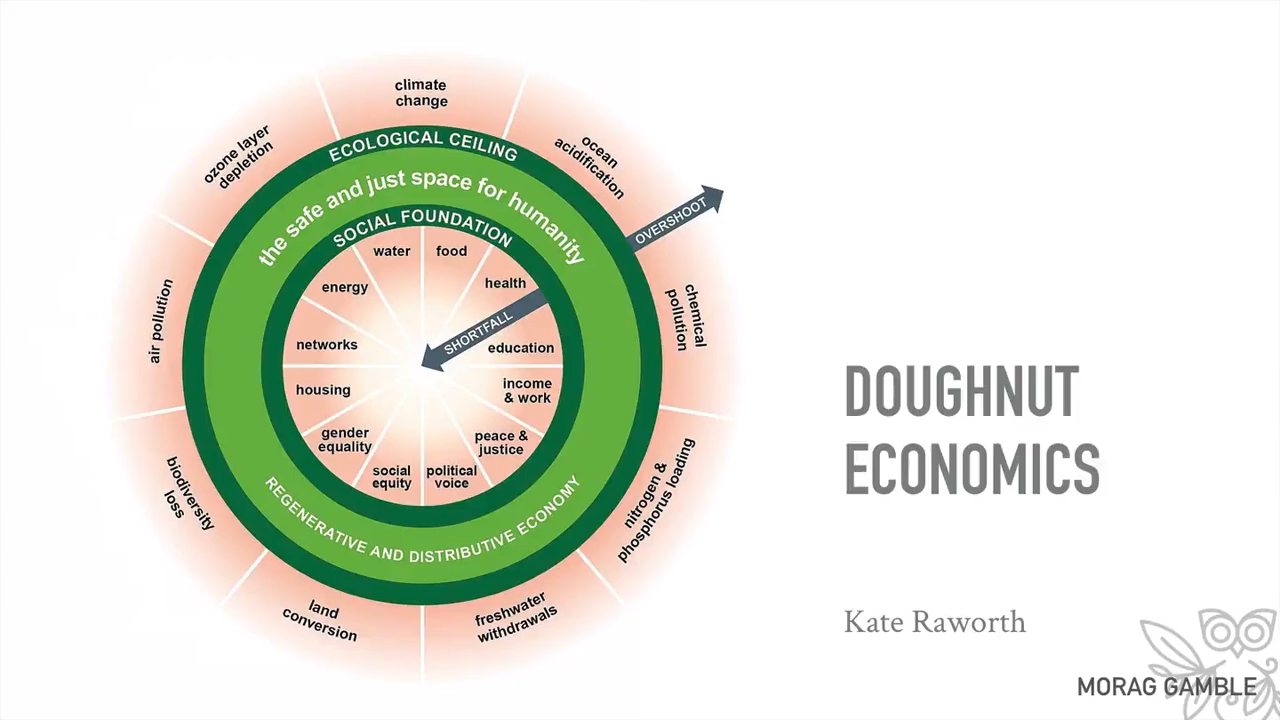 climate
change
ozone layer
depletion
ocean
acidification
ECOLOGICAL CEILING
the safe and just space for humanity
OVERSHOOT
SOCIAL FOUNDATION
water
food
energy
health
SHORTFALL
air pollution
chemical
pollution
networks
education
housing
income
& work
gender
equality
peace &
justice
social
equity
political
voice
REGENERATIVE AND DISTRIBUTIVE ECONOMY
biodiversity
loss
nitrogen &
phosphorus loading
land
conversion
freshwater
withdrawals
DOUGHNUT
ECONOMICS
Kate Raworth
MORAG GAMBLE